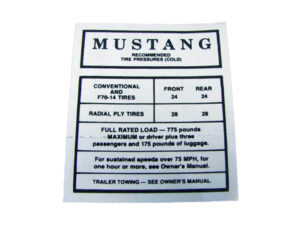 MUSTANG
RECOMMENDED
TIRE PRESSURES (COLD)
CONVENTIONAL AND F70-14 TIRES FRONT 24 REAR 24
RADIAL PLY TIRES 28 28
FULL RATED LOAD — 775 pounds
MAXIMUM or driver plus three
passengers and 175 pounds of luggage.
For sustained speeds over 75 MPH, for
one hour or more, see Owner's Manual.
TRAILER TOWING — SEE OWNER'S MANUAL